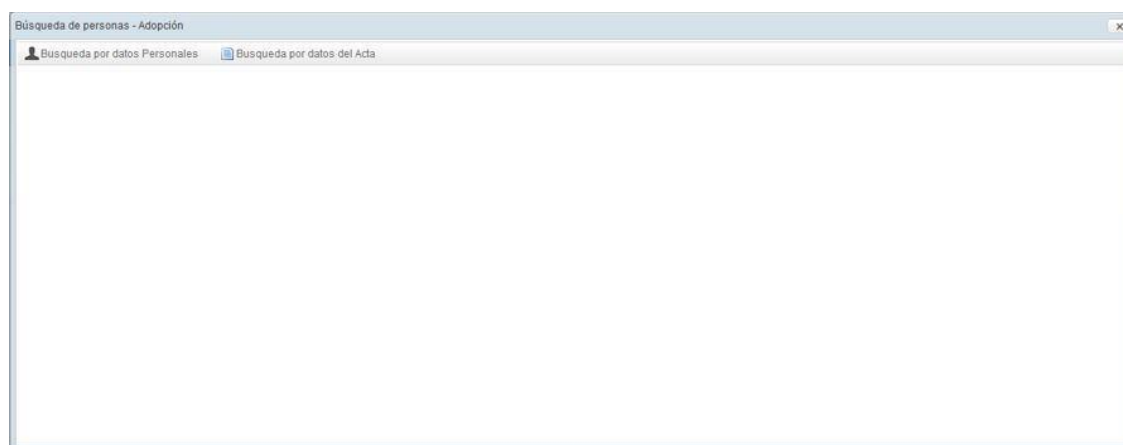 Búsqueda de personas - Adopción
Busqueda por datos Personales Busqueda por datos del Acta